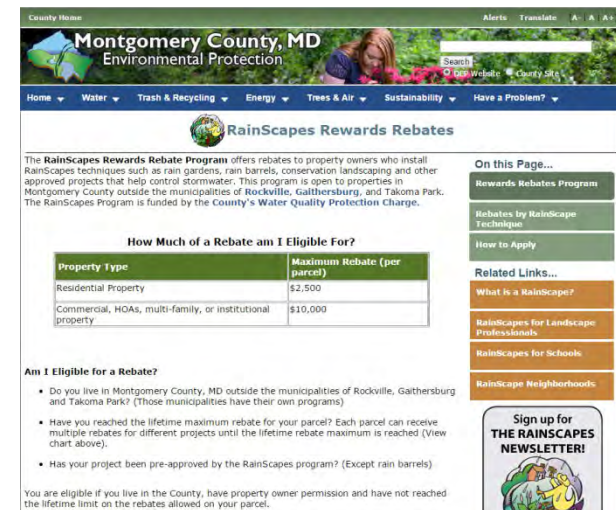 County Home
Alerts Translate A- A A+
Montgomery County, MD
Environmental Protection
Search
DEP Website County Site
Home Water Trash & Recycling Energy Trees & Air Sustainability Have a Problem?
RainScapes Rewards Rebates
The RainScapes Rewards Rebate Program offers rebates to property owners who install
RainScapes techniques such as rain gardens, rain barrels, conservation landscaping and other
approved projects that help control stormwater. This program is open to properties in
Montgomery County outside the municipalities of Rockville, Gaithersburg, and Takoma Park.
The RainScapes Program is funded by the County's Water Quality Protection Charge.
How Much of a Rebate am I Eligible For?
Property Type
Maximum Rebate (per
parcel)
Residential Property
$2,500
Commercial, HOAs, multi-family, or institutional
property
$10,000
Am I Eligible for a Rebate?
• Do you live in Montgomery County, MD outside the municipalities of Rockville, Gaithersburg
and Takoma Park? (Those municipalities have their own programs)
• Have you reached the lifetime maximum rebate for your parcel? Each parcel can receive
multiple rebates for different projects until the lifetime rebate maximum is reached (View
chart above).
• Has your project been pre-approved by the RainScapes program? (Except rain barrels)
You are eligible if you live in the County, have property owner permission and have not reached
the lifetime limit on the rebates allowed on your parcel.
On this Page...
Rewards Rebates Program
Rebates by RainScape
Technique
How to Apply
Related Links...
What is a RainScape?
RainScapes for Landscape
Professionals
RainScapes for Schools
RainScape Neighborhoods
Sign up for
THE RAINSCAPES
NEWSLETTER!